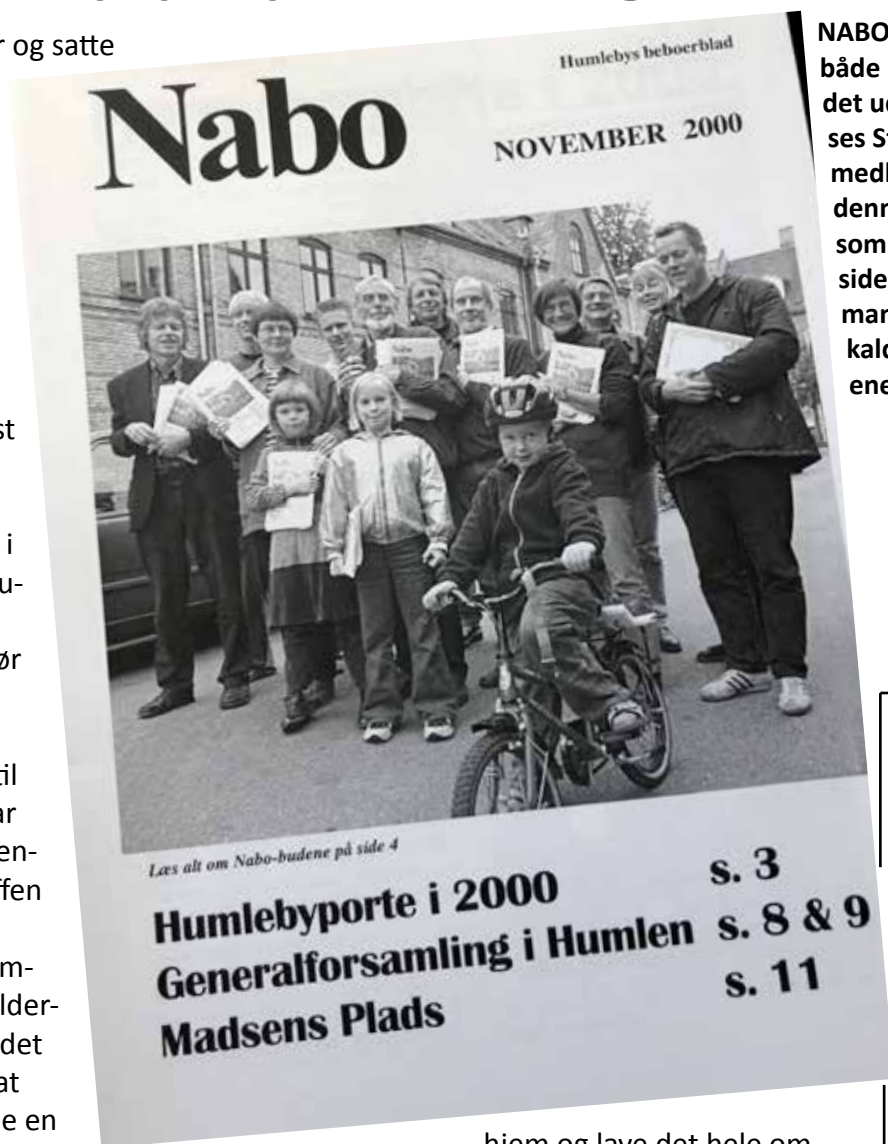 r og satte
st
i
u-
ør
til
ar
en-
ffen
m-
lder-
det
at
e en
Humlebys beboerblad
Nabo
NOVEMBER 2000
Læs alt om Nabo-budene på side 4
Humlebyporte i 2000 s. 3
Generalforsamling i Humlen s. 8 & 9
Madsens Plads s. 11
NABO
både
det ud
ses St
medl
denn
som
side
mar
kald
ene
hjem og lave det hele om